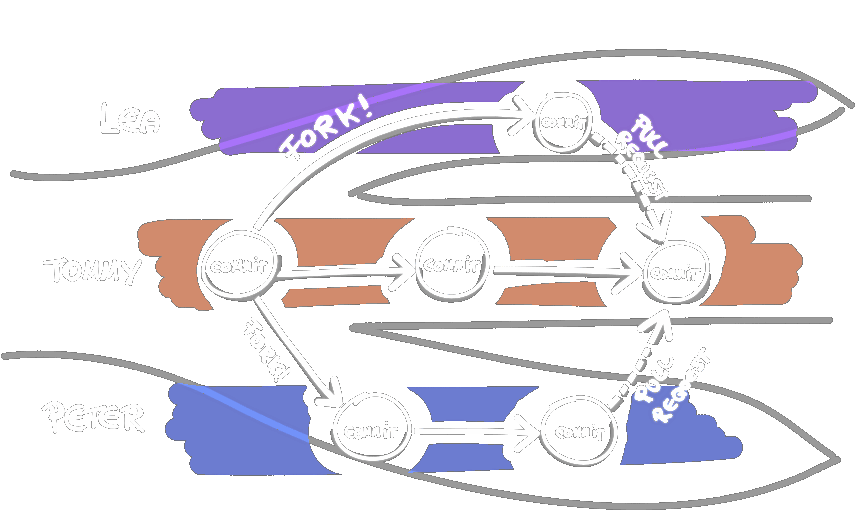 LEA
FORK!
COMMIT
PULL
REQUEST
TOMMY
COMMIT
COMMIT
COMMIT
FORK!
PETER
COMMIT
COMMIT
PULL
REQUEST